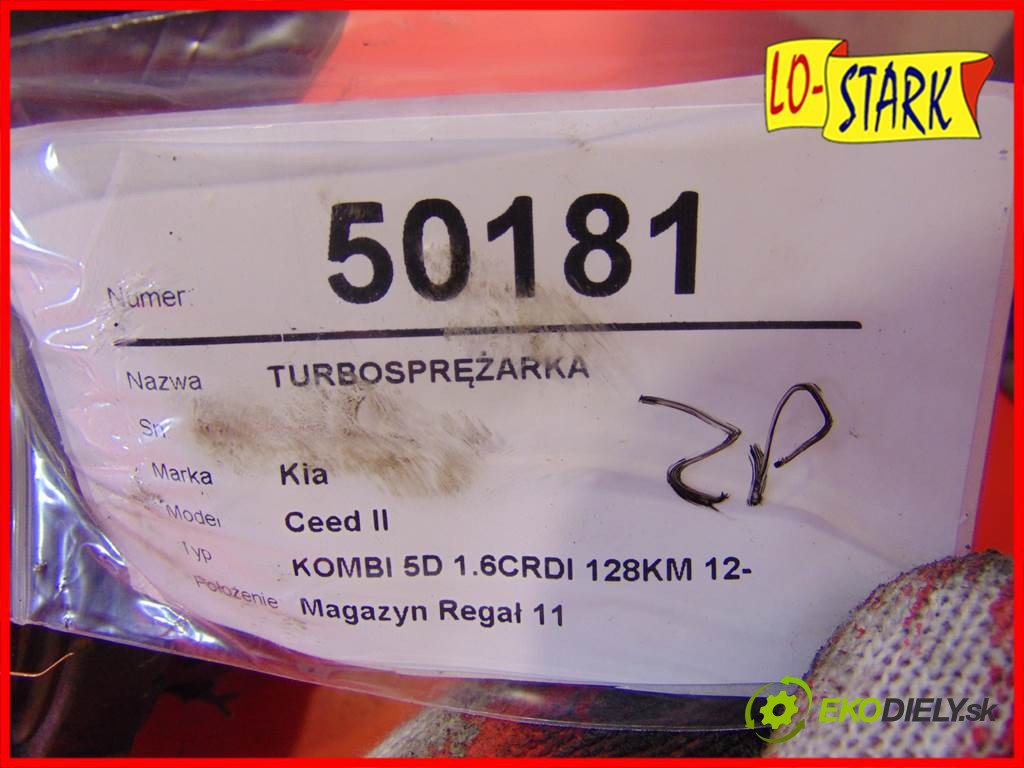 LO-STARK
50181
Numer:
Nazwa TURBOSPRĘŻARKA
Sn
Marka Kia
Model Ceed II
Typ KOMBI 5D 1.6CRDI 128KM 12-
Położenie Magazyn Regał 11
ZP
EKODIELY.sk